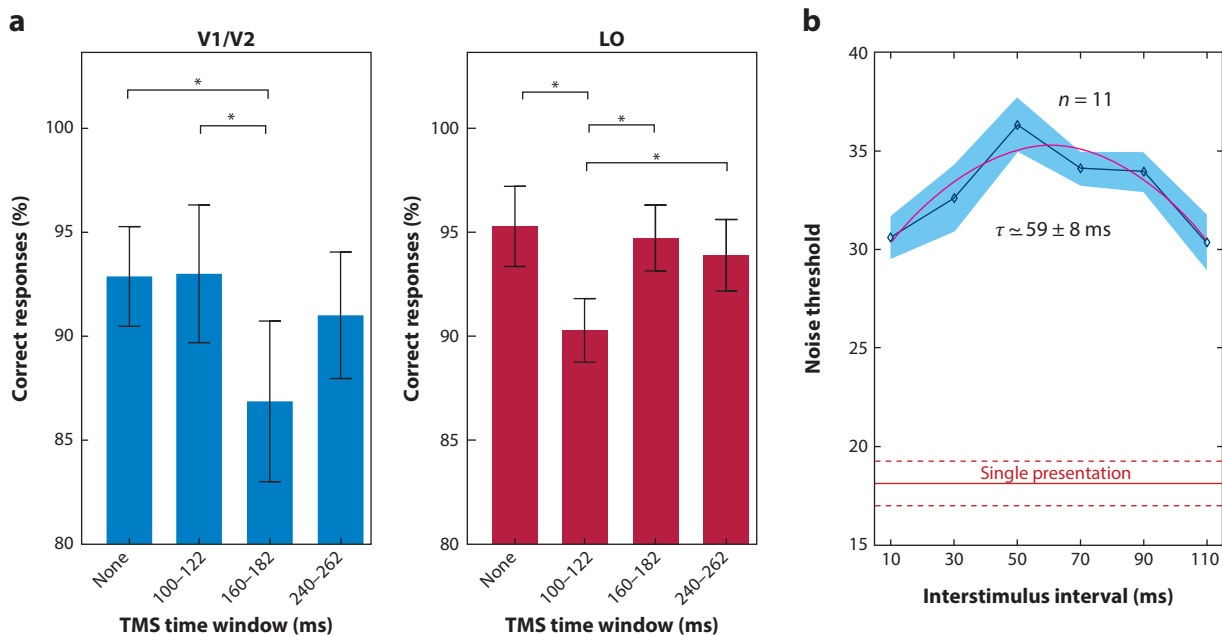 a
V1/V2
*
*
Correct responses (%)
100
95
90
85
80
None
100–122
160–182
240–262
TMS time window (ms)
LO
*
*
*
Correct responses (%)
100
95
90
85
80
None
100–122
160–182
240–262
TMS time window (ms)
b
Noise threshold
40
35
30
25
20
15
n = 11
τ ≃ 59 ± 8 ms
Single presentation
10 30 50 70 90 110
Interstimulus interval (ms)